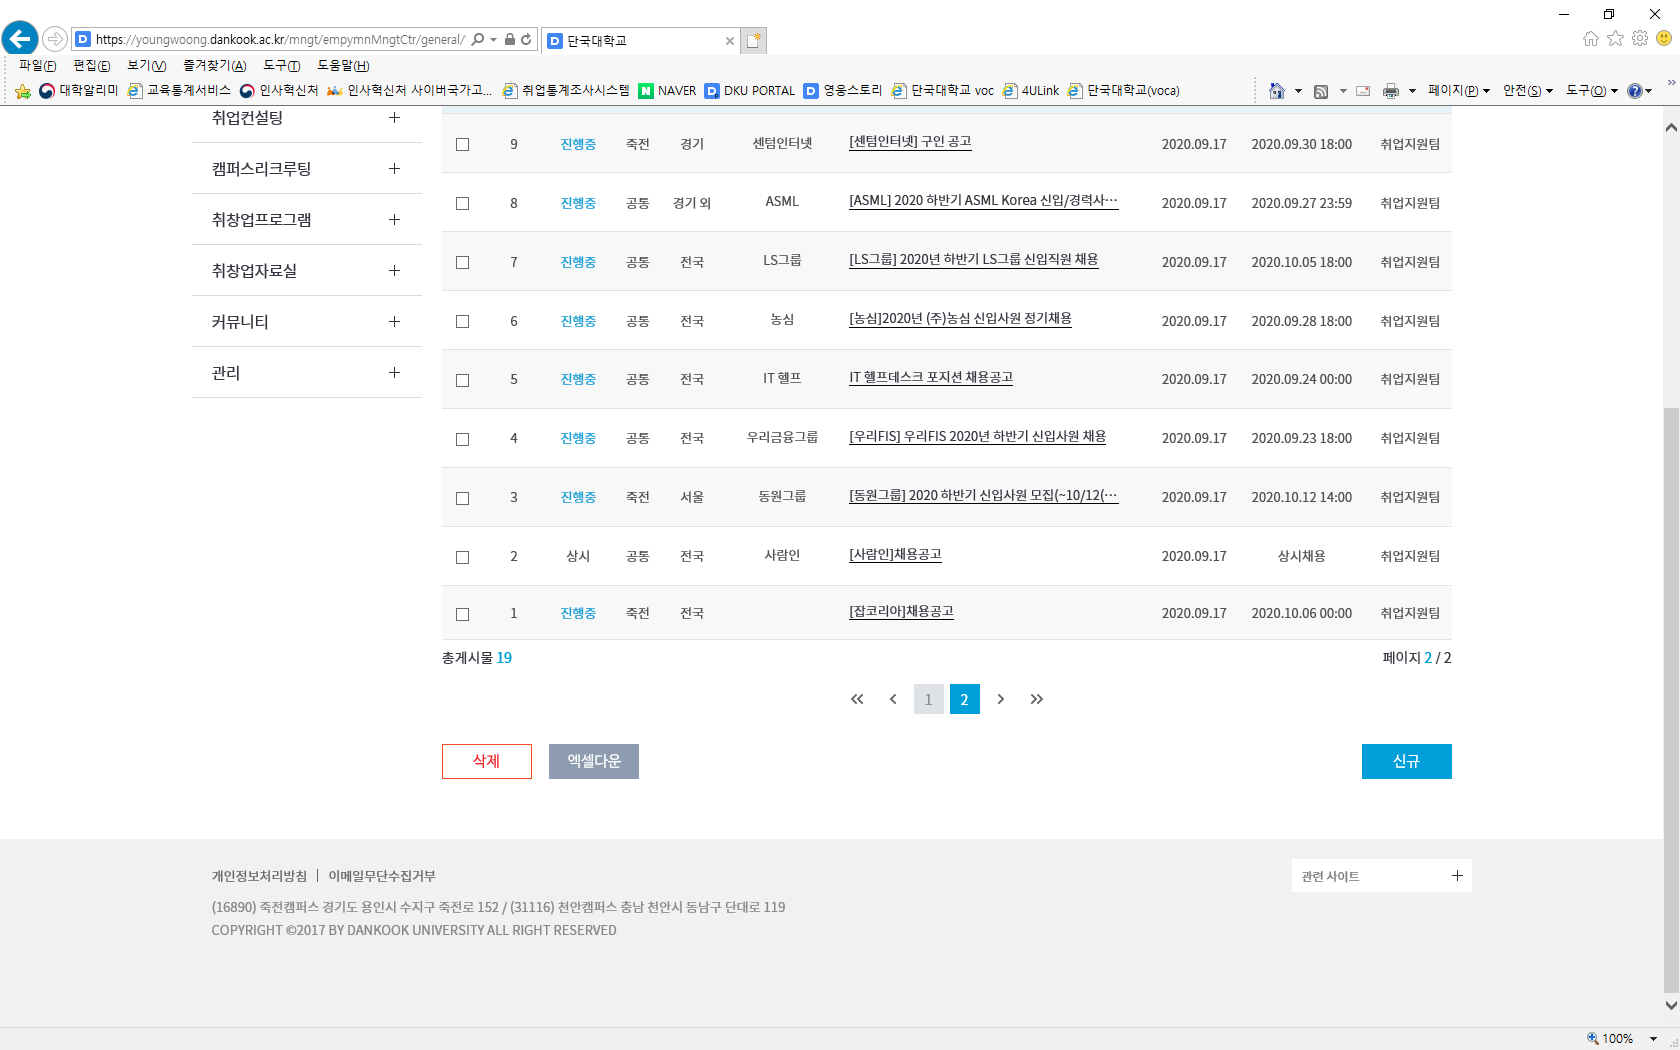 https://youngwoong.dankook.ac.kr/mngt/empymnMngtCtr/general/
단국대학교
파일(F) 편집(E) 보기(V) 즐겨찾기(A) 도구(T) 도움말(H)
대학알리미 교육통계서비스 인사혁신처 인사혁신처 사이버국가고... 취업통계조사시스템 NAVER DKU PORTAL 영웅스토리 단국대학교 voc 4ULink 단국대학교(voca) 페이지(P) 안전(S) 도구(O)
취업컨설팅
캠퍼스리크루팅
취창업프로그램
취창업자료실
커뮤니티
관리
9 진행중 죽전 경기 센텀인터넷 [센텀인터넷] 구인 공고 2020.09.17 2020.09.30 18:00 취업지원팀
8 진행중 공통 경기 외 ASML [ASML] 2020 하반기 ASML Korea 신입/경력사… 2020.09.17 2020.09.27 23:59 취업지원팀
7 진행중 공통 전국 LS그룹 [LS그룹] 2020년 하반기 LS그룹 신입직원 채용 2020.09.17 2020.10.05 18:00 취업지원팀
6 진행중 공통 전국 농심 [농심]2020년 (주)농심 신입사원 정기채용 2020.09.17 2020.09.28 18:00 취업지원팀
5 진행중 공통 전국 IT 헬프 IT 헬프데스크 포지션 채용공고 2020.09.17 2020.09.24 00:00 취업지원팀
4 진행중 공통 전국 우리금융그룹 [우리FIS] 우리FIS 2020년 하반기 신입사원 채용 2020.09.17 2020.09.23 18:00 취업지원팀
3 진행중 죽전 서울 동원그룹 [동원그룹] 2020 하반기 신입사원 모집(~10/12(… 2020.09.17 2020.10.12 14:00 취업지원팀
2 상시 공통 전국 사람인 [사람인]채용공고 2020.09.17 상시채용 취업지원팀
1 진행중 죽전 전국 [잡코리아]채용공고 2020.09.17 2020.10.06 00:00 취업지원팀
총게시물 19 페이지 2 / 2
1 2
삭제 엑셀다운 신규
개인정보처리방침 | 이메일무단수집거부
관련 사이트
(16890) 죽전캠퍼스 경기도 용인시 수지구 죽전로 152 / (31116) 천안캠퍼스 충남 천안시 동남구 단대로 119
COPYRIGHT ©2017 BY DANKOOK UNIVERSITY ALL RIGHT RESERVED
100%